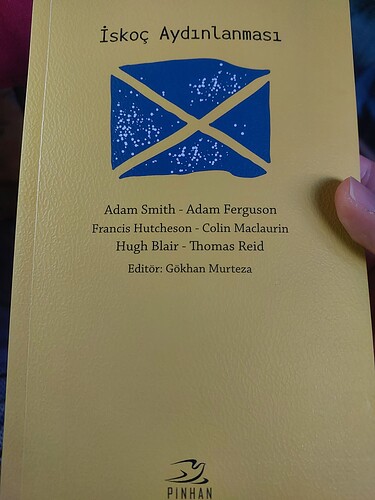 İskoç Aydınlanması
Adam Smith - Adam Ferguson
Francis Hutcheson - Colin Maclaurin
Hugh Blair - Thomas Reid
Editör: Gökhan Murteza
PINHAN